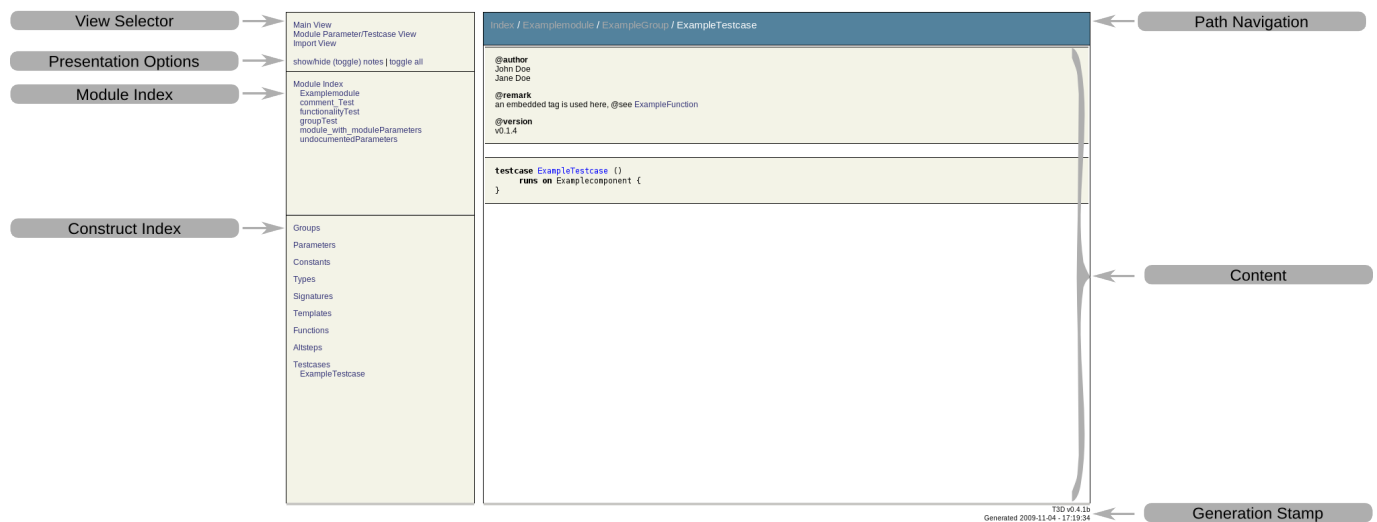 View Selector
Presentation Options
Module Index
Construct Index
Main View
Module Parameter/Testcase View
Import View
show/hide (toggle) notes | toggle all
Module Index
Examplemodule
comment_Test
functionalityTest
groupTest
module_with_moduleParameters
undocumentedParameters
Groups
Parameters
Constants
Types
Signatures
Templates
Functions
Altsteps
Testcases
ExampleTestcase
Index / Examplemodule / ExampleGroup / ExampleTestcase
@author
John Doe
Jane Doe
@remark
an embedded tag is used here, @see ExampleFunction
@version
v0.1.4
testcase ExampleTestcase ()
runs on Examplecomponent {
}
T3D v0.4.1b
Generated 2009-11-04 - 17:19:34
Path Navigation
Content
Generation Stamp